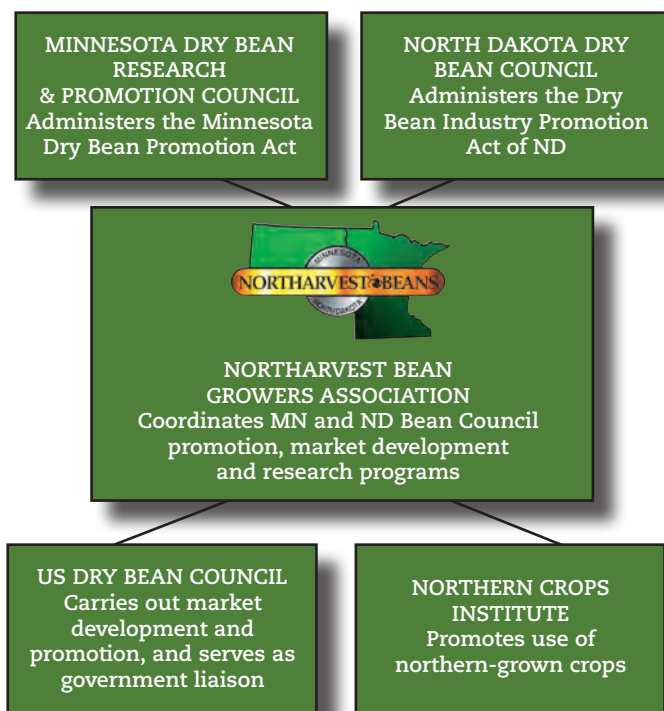 MINNESOTA DRY BEAN
RESEARCH
& PROMOTION COUNCIL
Administers the Minnesota
Dry Bean Promotion Act
NORTH DAKOTA DRY
BEAN COUNCIL
Administers the Dry
Bean Industry Promotion
Act of ND
MINNESOTA
NORTHARVEST BEANS
NORTH DAKOTA
NORTHARVEST BEAN
GROWERS ASSOCIATION
Coordinates MN and ND Bean Council
promotion, market development
and research programs
US DRY BEAN COUNCIL
Carries out market
development and
promotion, and serves as
government liaison
NORTHERN CROPS
INSTITUTE
Promotes use of
northern-grown crops